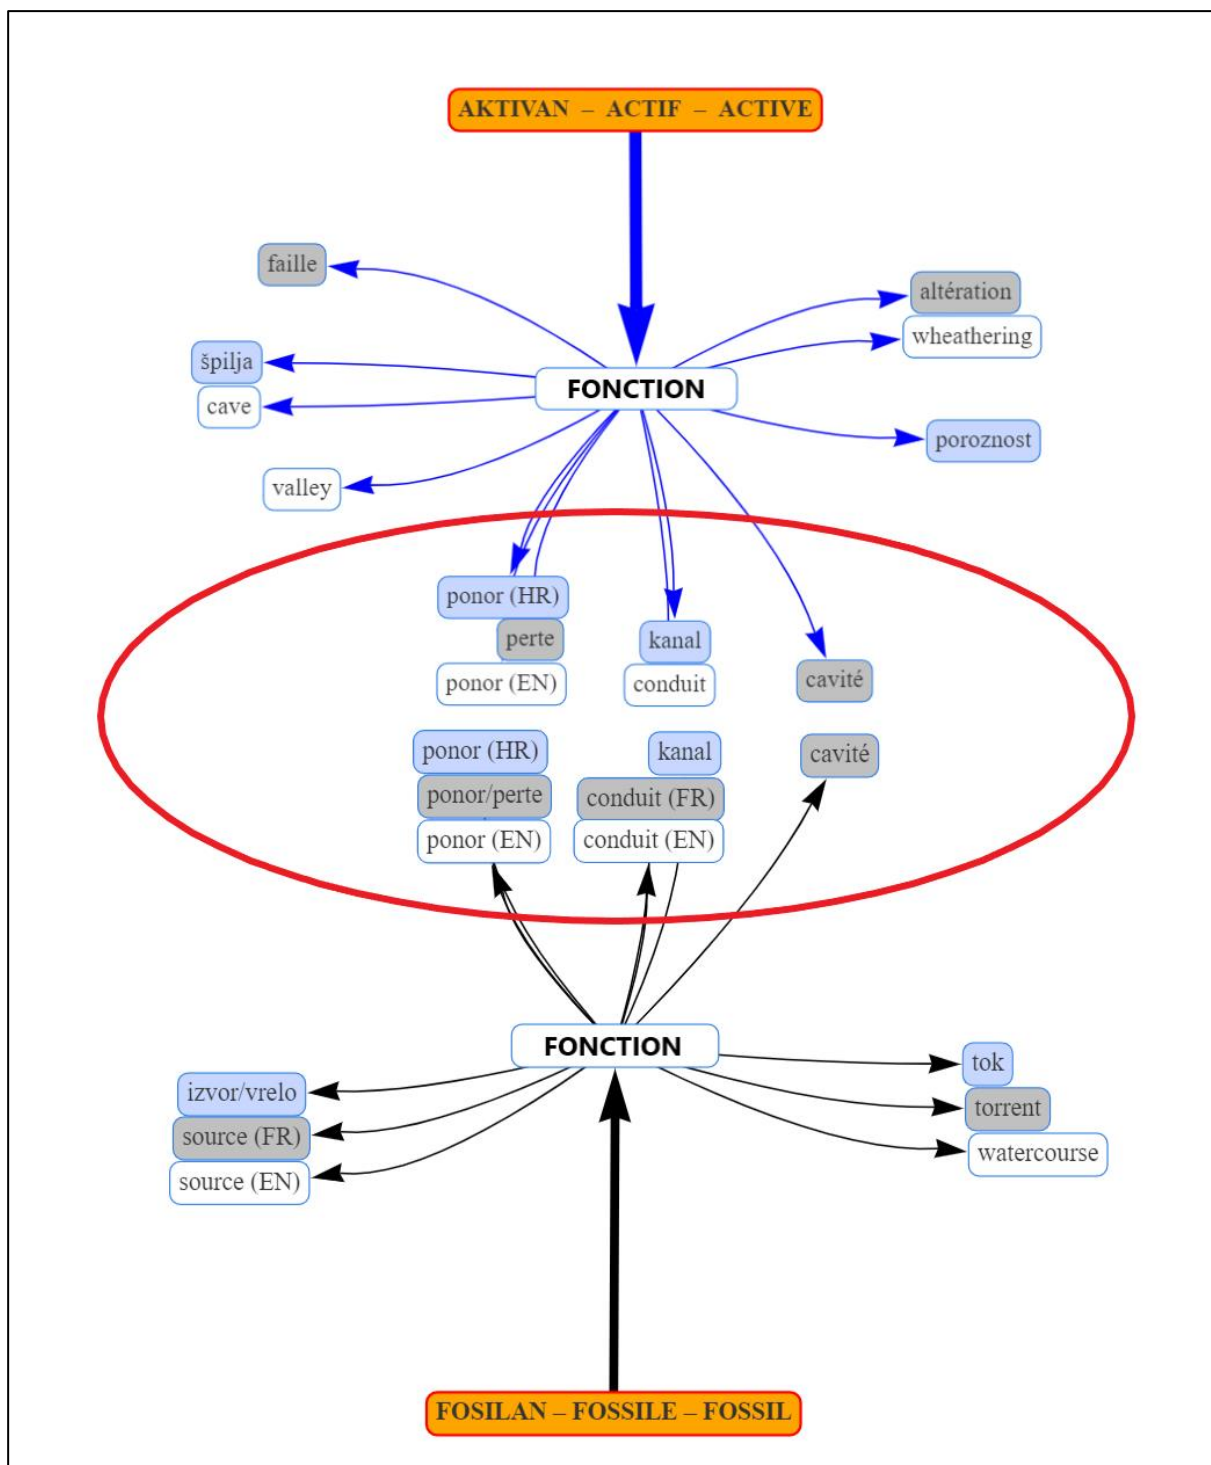 AKTIVAN – ACTIF – ACTIVE
faille
altération
wheathering
špilja
cave
FONCTION
poroznost
valley
ponor (HR)
perte
ponor (EN)
kanal
conduit
cavité
ponor (HR)
ponor/perte
ponor (EN)
kanal
conduit (FR)
conduit (EN)
cavité
FONCTION
izvor/vrelo
source (FR)
source (EN)
tok
torrent
watercourse
FOSILAN – FOSSILE – FOSSIL